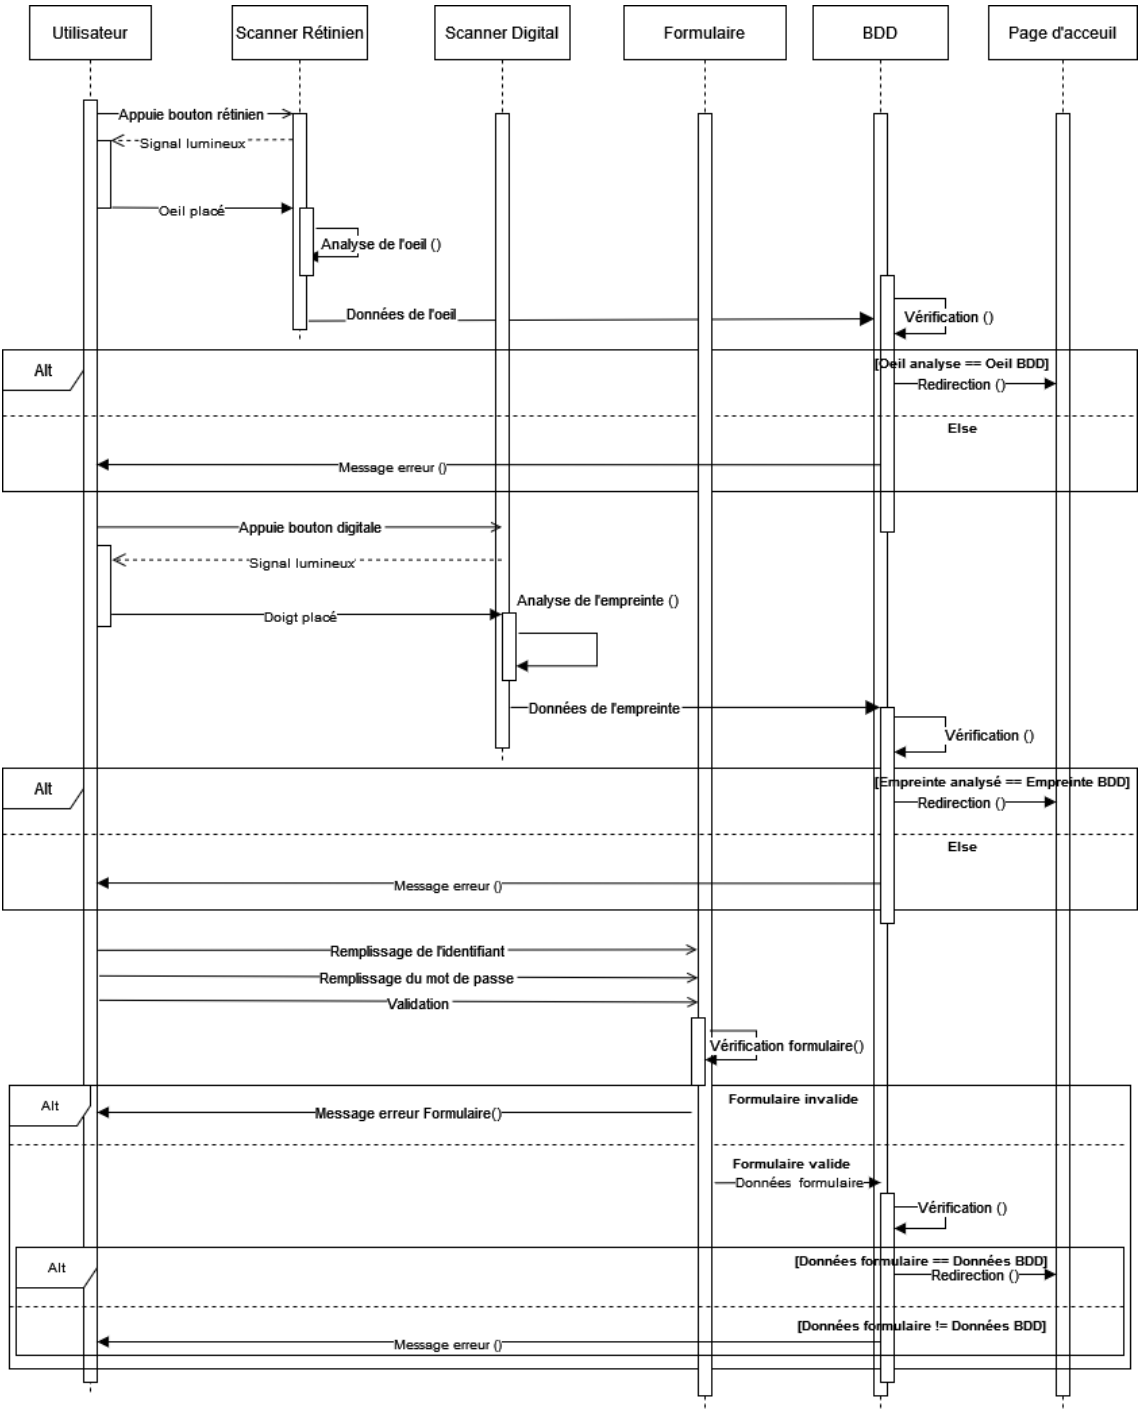 Utilisateur
Scanner Rétinien
Scanner Digital
Formulaire
BDD
Page d'acceuil
Appuie bouton rétinien
Signal lumineux
Oeil placé
Analyse de l'oeil ()
Données de l'oeil
Vérification ()
Alt
[Oeil analyse == Oeil BDD]
Redirection ()
Else
Message erreur ()
Appuie bouton digitale
Signal lumineux
Analyse de l'empreinte ()
Doigt placé
Données de l'empreinte
Vérification ()
Alt
[Empreinte analysé == Empreinte BDD]
Redirection ()
Else
Message erreur ()
Remplissage de l'identifiant
Remplissage du mot de passe
Validation
Vérification formulaire()
Alt
Formulaire invalide
Message erreur Formulaire()
Formulaire valide
Données formulaire
Vérification ()
Alt
[Données formulaire == Données BDD]
Redirection ()
[Données formulaire != Données BDD]
Message erreur ()